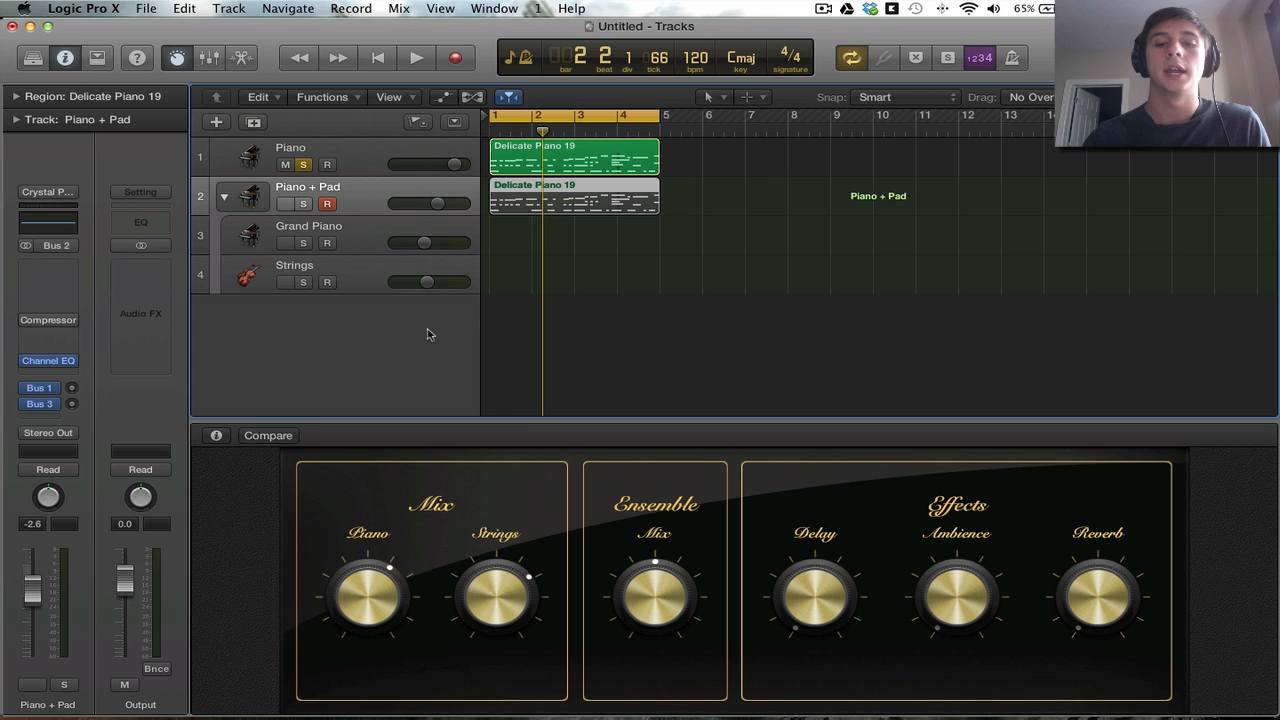 Logic Pro X File Edit Track Navigate Record Mix View Window 1 Help 65%
Untitled - Tracks
2 2 1 66 120 Cmaj 4/4
bar beat div tick bpm key signature
1234
Region: Delicate Piano 19
Track: Piano + Pad
Edit Functions View Snap: Smart Drag: No Over
1 2 3 4 5 6 7 8 9 10 11 12 13
1 Piano
M S R
Delicate Piano 19
2 Piano + Pad
S R
Delicate Piano 19
Piano + Pad
3 Grand Piano
S R
4 Strings
S R
Crystal P... Setting
EQ
Bus 2
Audio FX
Compressor
Channel EQ
Bus 1
Bus 3
Stereo Out
Read Read
-2.6 0.0
Bnce
S M
Piano + Pad Output
Compare
Mix Ensemble Effects
Piano Strings Mix Delay Ambience Reverb